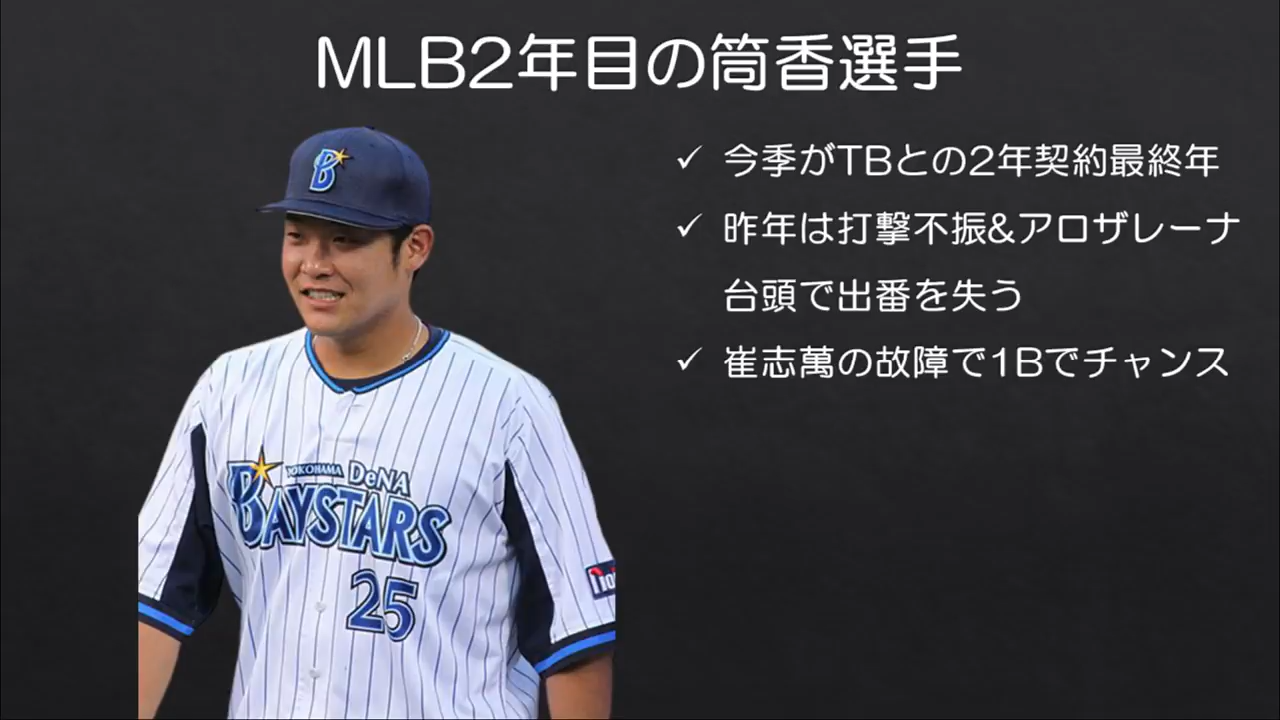 MLB2年目の筒香選手
✓ 今季がTBとの2年契約最終年
✓ 昨年は打撃不振&アロザレーナ
台頭で出番を失う
✓ 崔志萬の故障で1Bでチャンス
B
YOKOHAMA DeNA
BAYSTARS
25